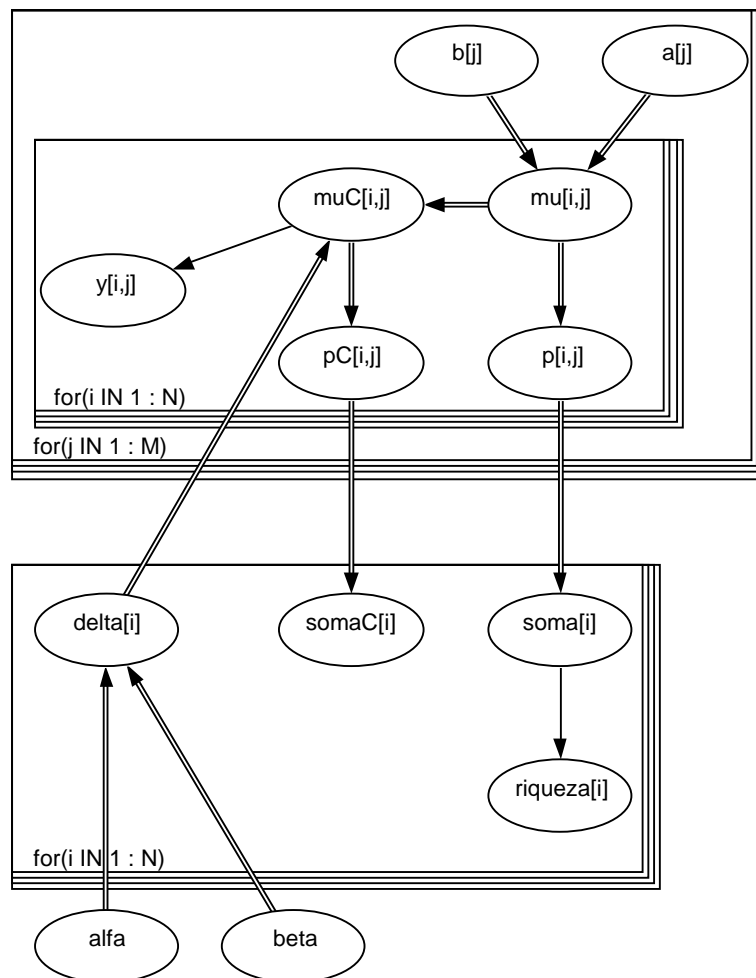 b[j]
a[j]
muC[i,j]
mu[i,j]
y[i,j]
pC[i,j]
p[i,j]
for(i IN 1 : N)
for(j IN 1 : M)
delta[i]
somaC[i]
soma[i]
riqueza[i]
for(i IN 1 : N)
alfa
beta